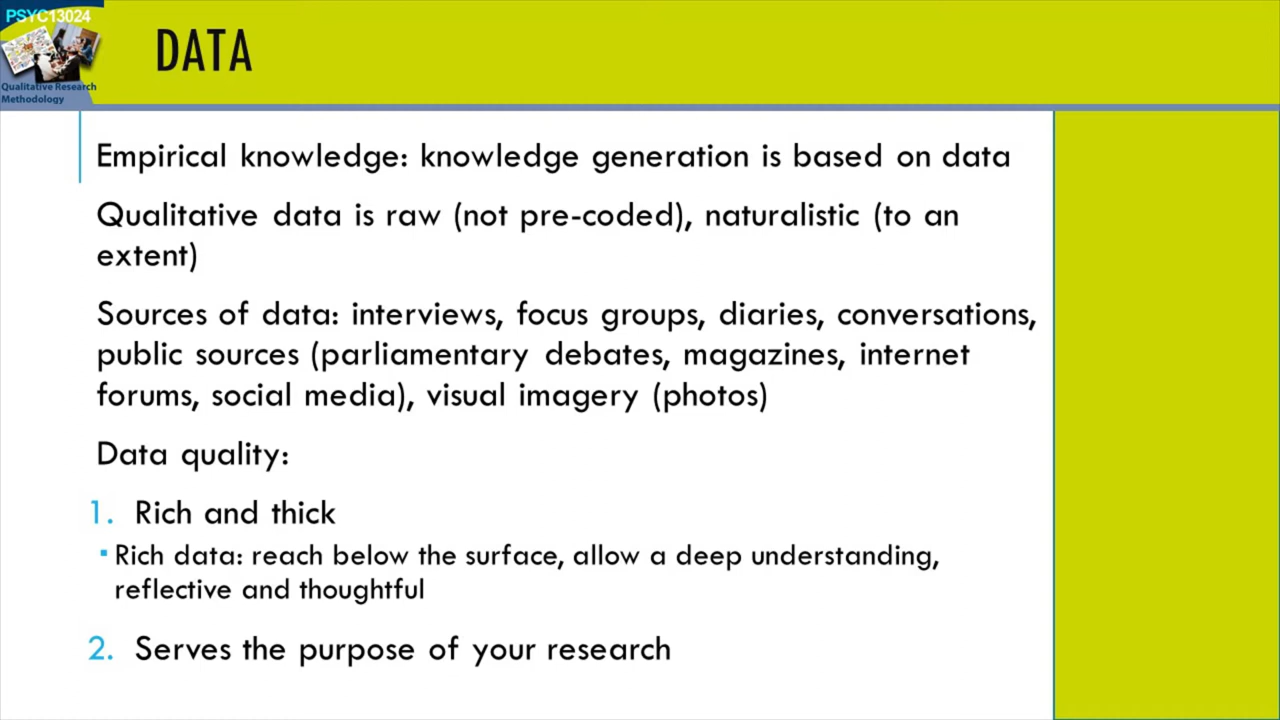 PSYC13024
Qualitative Research
Methodology
DATA
Empirical knowledge: knowledge generation is based on data
Qualitative data is raw (not pre-coded), naturalistic (to an
extent)
Sources of data: interviews, focus groups, diaries, conversations,
public sources (parliamentary debates, magazines, internet
forums, social media), visual imagery (photos)
Data quality:
1. Rich and thick
▪ Rich data: reach below the surface, allow a deep understanding,
reflective and thoughtful
2. Serves the purpose of your research